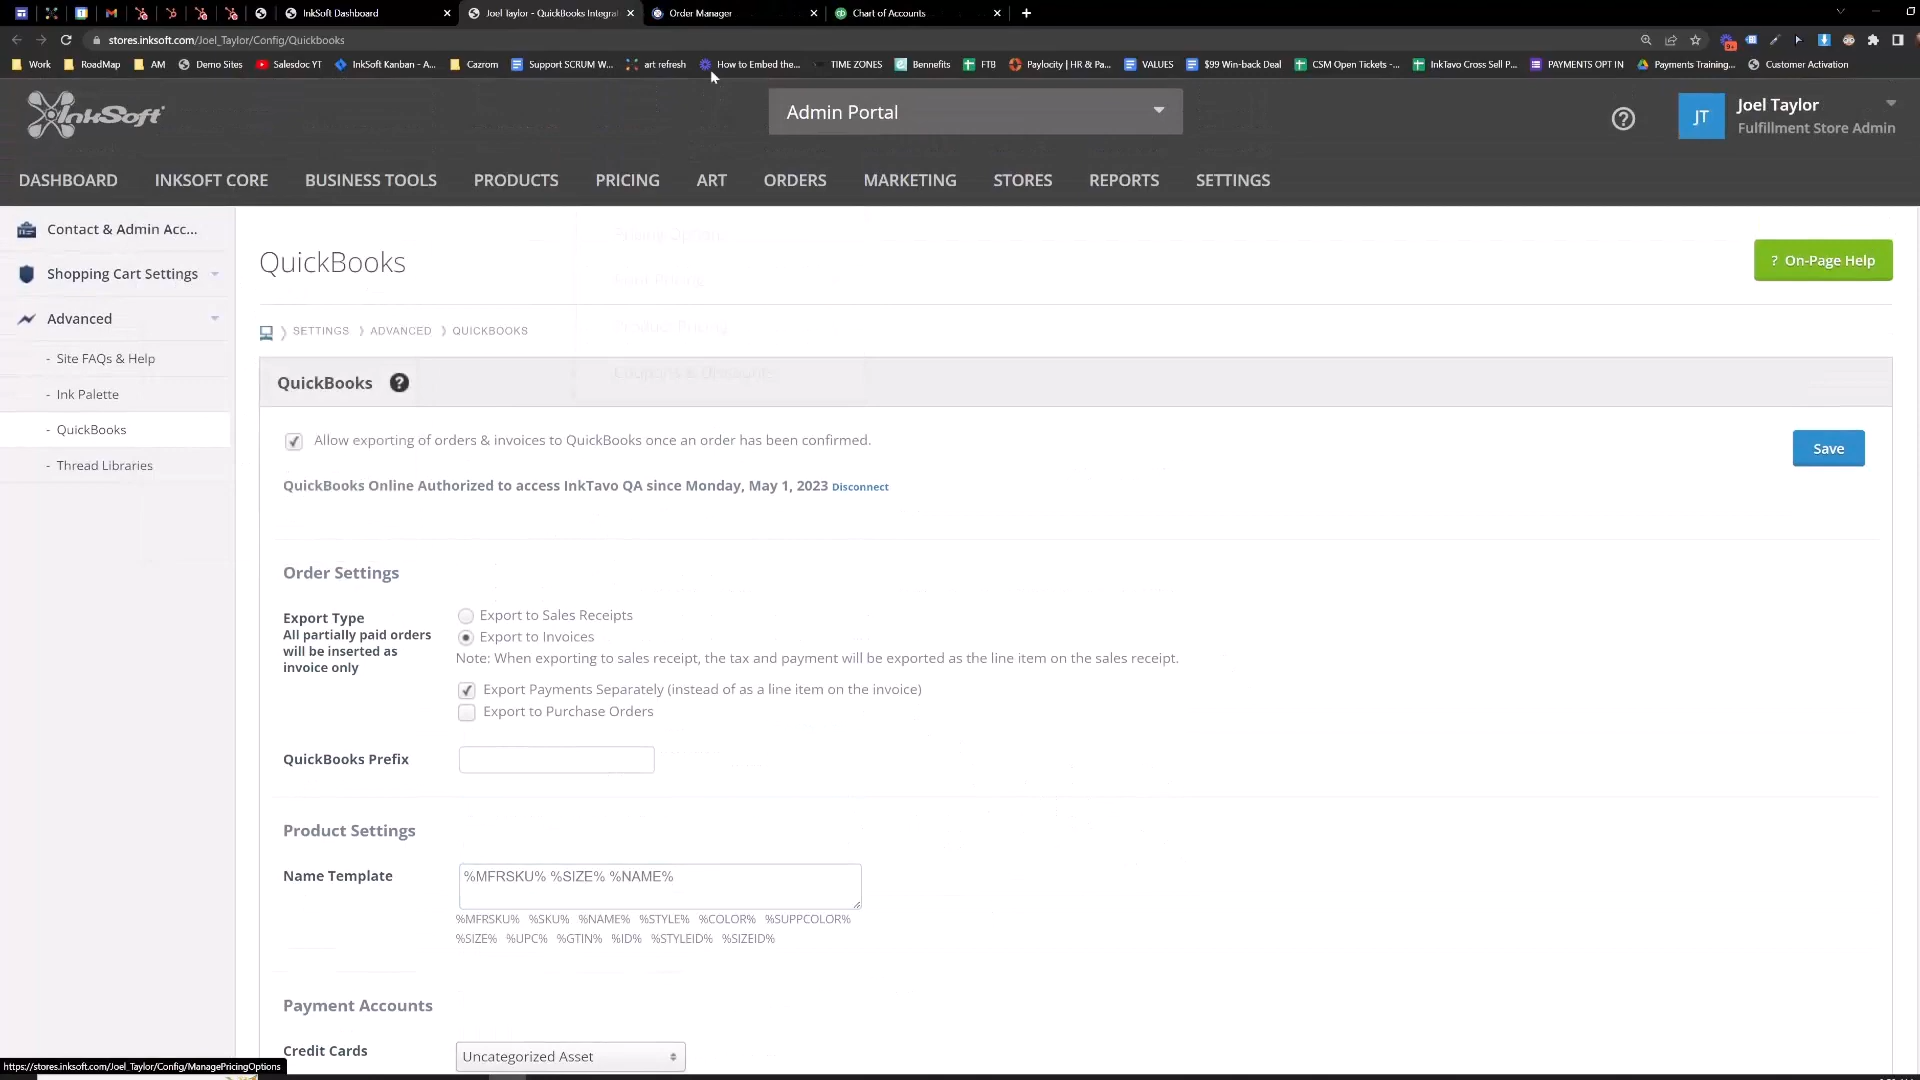 InkSoft Dashboard
Joel Taylor - QuickBooks Integra
Order Manager
Chart of Accounts
stores.inksoft.com/Joel_Taylor/Config/Quickbooks
Work
RoadMap
AM
Demo Sites
Salesdoc YT
InkSoft Kanban - A...
Cazrom
Support SCRUM W...
art refresh
How to Embed the...
TIME ZONES
Bennefits
FTB
Paylocity | HR & Pa...
VALUES
$99 Win-back Deal
CSM Open Tickets -...
InkTavo Cross Sell P...
PAYMENTS OPT IN
Payments Training...
Customer Activation
InkSoft
Admin Portal
?
JT
Joel Taylor
Fulfillment Store Admin
DASHBOARD
INKSOFT CORE
BUSINESS TOOLS
PRODUCTS
PRICING
ART
ORDERS
MARKETING
STORES
REPORTS
SETTINGS
Contact & Admin Acc...
Shopping Cart Settings
Advanced
- Site FAQs & Help
- Ink Palette
- QuickBooks
- Thread Libraries
QuickBooks
? On-Page Help
SETTINGS
ADVANCED
QUICKBOOKS
QuickBooks ?
Allow exporting of orders & invoices to QuickBooks once an order has been confirmed.
Save
QuickBooks Online Authorized to access InkTavo QA since Monday, May 1, 2023 Disconnect
Order Settings
Export Type
All partially paid orders
will be inserted as
invoice only
Export to Sales Receipts
Export to Invoices
Note: When exporting to sales receipt, the tax and payment will be exported as the line item on the sales receipt.
Export Payments Separately (instead of as a line item on the invoice)
Export to Purchase Orders
QuickBooks Prefix
Product Settings
Name Template
%MFRSKU% %SIZE% %NAME%
%MFRSKU% %SKU% %NAME% %STYLE% %COLOR% %SUPPCOLOR%
%SIZE% %UPC% %GTIN% %ID% %STYLEID% %SIZEID%
Payment Accounts
Credit Cards
Uncategorized Asset
https://stores.inksoft.com/Joel_Taylor/Config/ManagePricingOptions